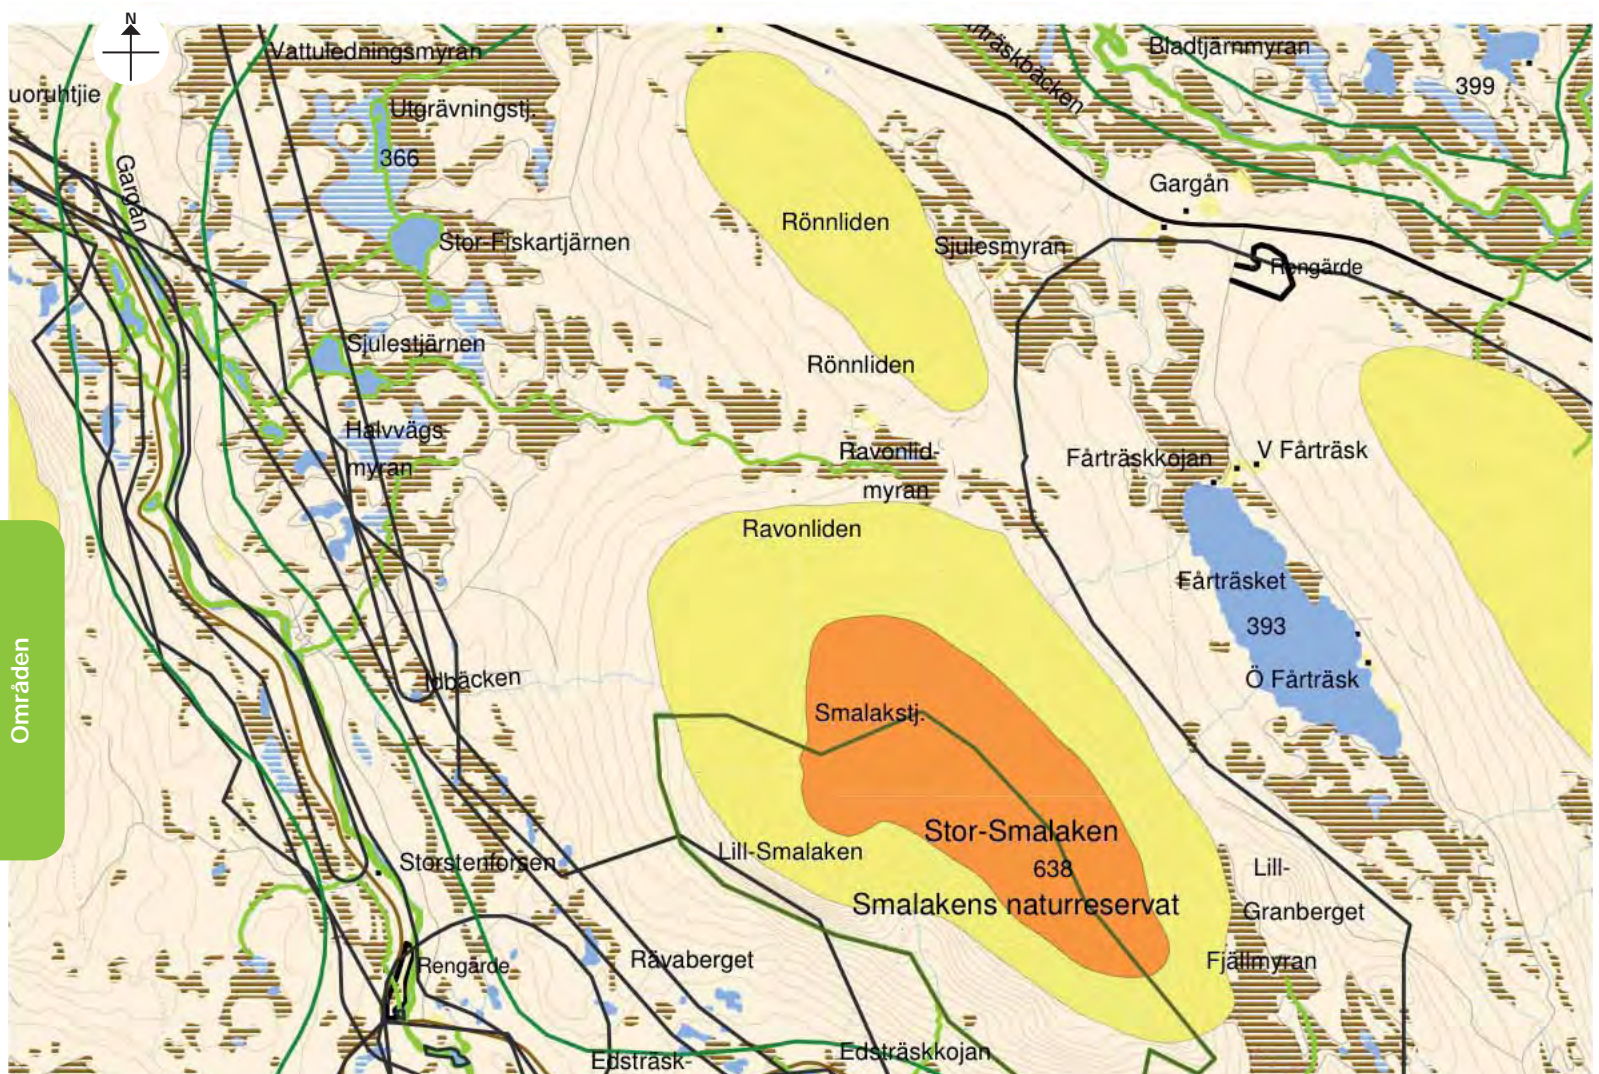 N
Vattuledningsmyran
Bladtjärnmyran
399
uoruhtjie
Utgrävningstj.
366
Gargån
Gargån
Rönnliden
Stor-Fiskartjärnen
Sjulesmyran
Rengärde
Sjulestjärnen
Rönnliden
Halvvägs-
myran
Ravonlid-
myran
Fårträskkojan
V Fårträsk
Ravonliden
Fårträsket
393
Ö Fårträsk
Idbäcken
Områden
Smalakstj.
Stor-Smalaken
638
Lill-Smalaken
Storstenforsen
Smalakens naturreservat
Lill-
Granberget
Rävaberget
Rengärde
Fjällmyran
Edsträsk-
Edsträskkojan